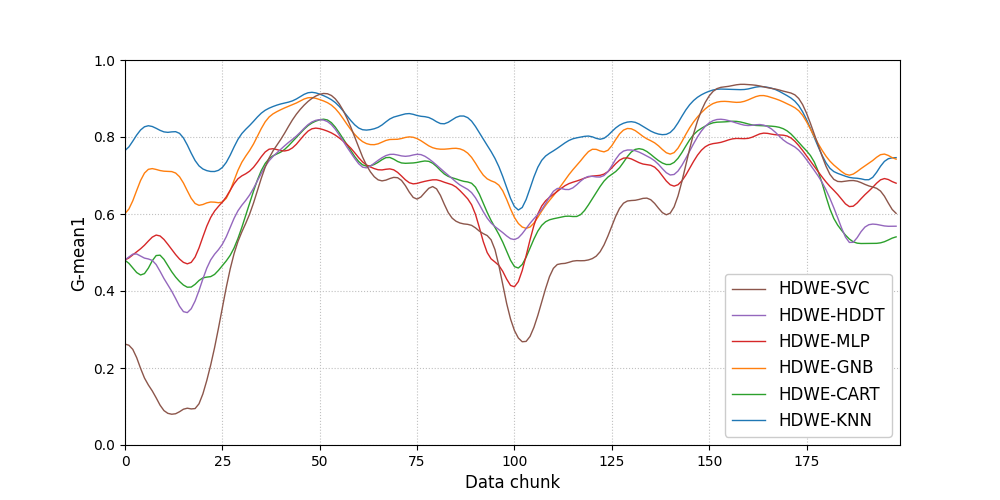 1.0
0.8
0.6
0.4
0.2
0.0
G-mean1
0 25 50 75 100 125 150 175
Data chunk
HDWE-SVC
HDWE-HDDT
HDWE-MLP
HDWE-GNB
HDWE-CART
HDWE-KNN